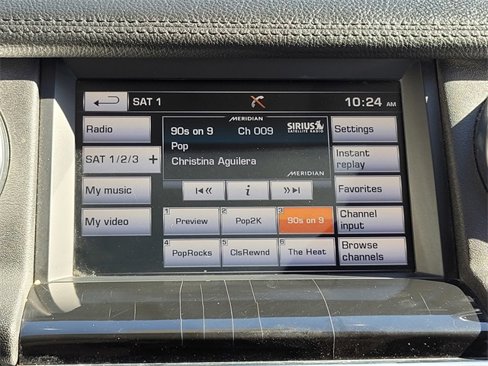 SAT 1
10:24 AM
Radio
SAT 1/2/3 +
My music
My video
MERIDIAN
90s on 9 Ch 009
SIRIUS
SATELLITE RADIO
Pop
Christina Aguilera
MERIDIAN
i
1 Preview
2 Pop2K
3 90s on 9
4 PopRocks
5 ClsRewnd
6 The Heat
Settings
Instant
replay
Favorites
Channel
input
Browse
channels